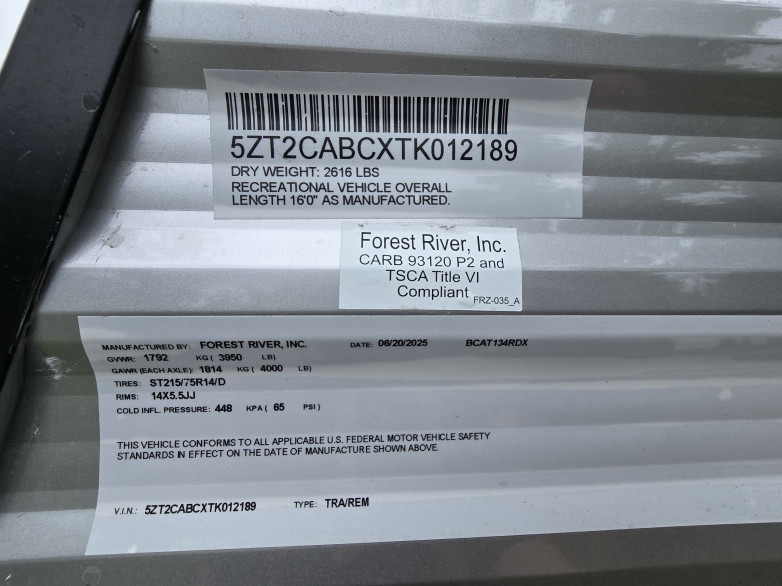 5ZT2CABCXTK012189
DRY WEIGHT: 2616 LBS
RECREATIONAL VEHICLE OVERALL
LENGTH 16'0" AS MANUFACTURED.
Forest River, Inc.
CARB 93120 P2 and
TSCA Title VI
Compliant FRZ-035_A
MANUFACTURED BY: FOREST RIVER, INC. DATE: 06/20/2025 BCAT134RDX
GVWR: 1792 KG ( 3950 LB)
GAWR (EACH AXLE): 1814 KG ( 4000 LB)
TIRES: ST215/75R14/D
RIMS: 14X5.5JJ
COLD INFL. PRESSURE: 448 KPA ( 65 PSI )
THIS VEHICLE CONFORMS TO ALL APPLICABLE U.S. FEDERAL MOTOR VEHICLE SAFETY
STANDARDS IN EFFECT ON THE DATE OF MANUFACTURE SHOWN ABOVE.
V.I.N.: 5ZT2CABCXTK012189 TYPE: TRA/REM